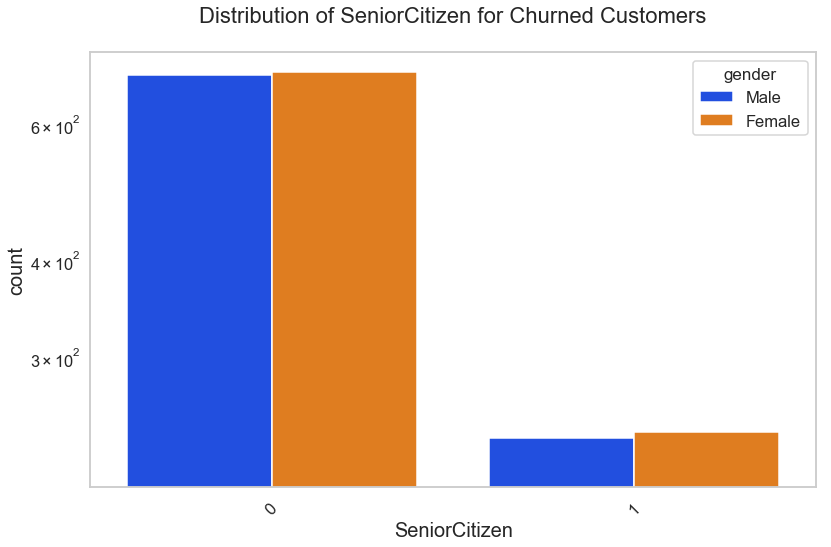 Distribution of SeniorCitizen for Churned Customers
gender
Male
Female
6 × 10²
4 × 10²
3 × 10²
count
0
1
SeniorCitizen